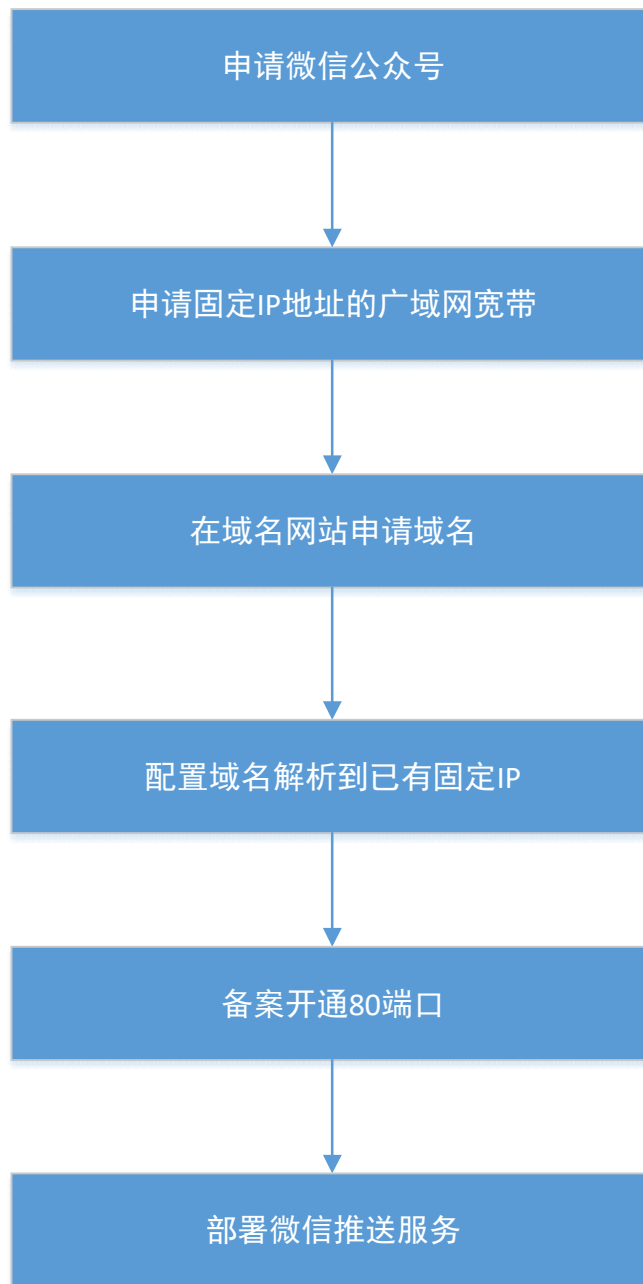 申请微信公众号
申请固定IP地址的广域网宽带
在域名网站申请域名
配置域名解析到已有固定IP
备案开通80端口
部署微信推送服务